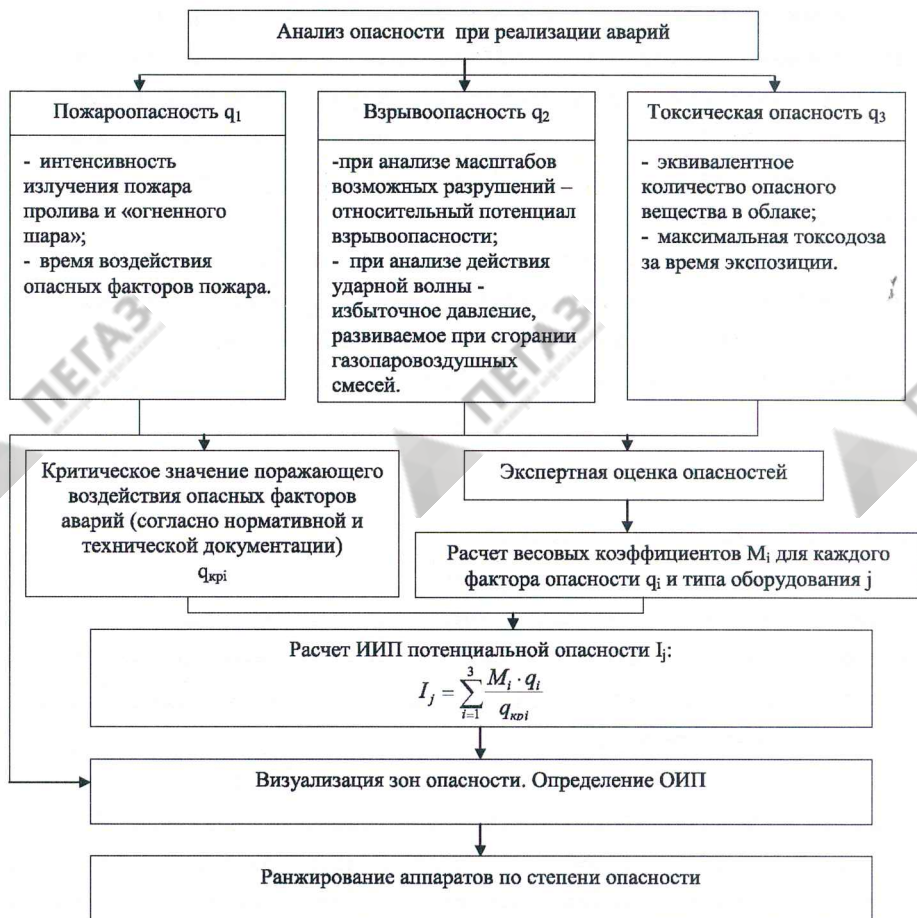 Анализ опасности при реализации аварий
Пожароопасность q₁
- интенсивность
излучения пожара
пролива и «огненного
шара»;
- время воздействия
опасных факторов пожара.
Взрывоопасность q₂
-при анализе масштабов
возможных разрушений –
относительный потенциал
взрывоопасности;
- при анализе действия
ударной волны -
избыточное давление,
развиваемое при сгорании
газопаровоздушных
смесей.
Токсическая опасность q₃
- эквивалентное
количество опасного
вещества в облаке;
- максимальная токсодоза
за время экспозиции.
ПЕГАЗ
ПЕГАЗ
П
Критическое значение поражающего
воздействия опасных факторов
аварий (согласно нормативной и
технической документации)
qкрi
Экспертная оценка опасностей
Расчет весовых коэффициентов Mᵢ для каждого
фактора опасности qᵢ и типа оборудования j
Расчет ИИП потенциальной опасности Iⱼ:
Iⱼ = ∑³ᵢ₌₁ Mᵢ · qᵢ / qкрi
Визуализация зон опасности. Определение ОИП
Ранжирование аппаратов по степени опасности